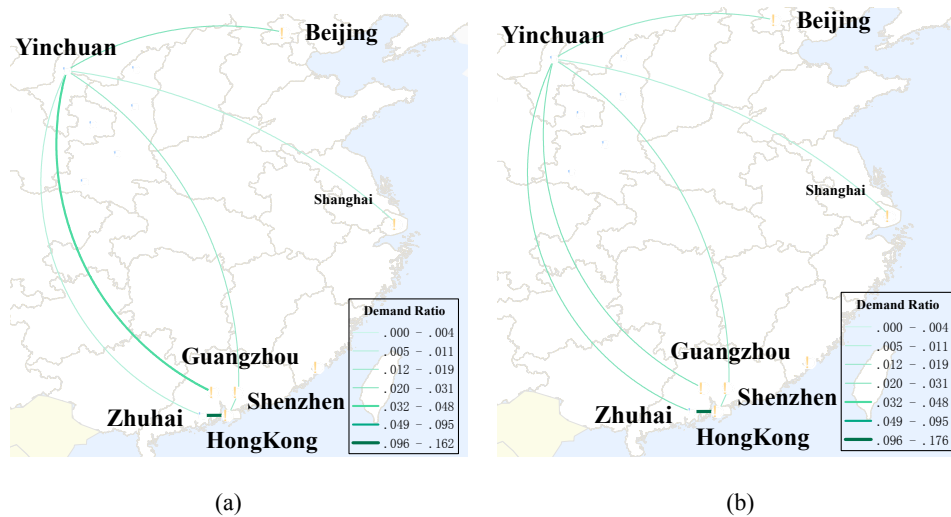 Yinchuan
Beijing
Shanghai
Guangzhou
Shenzhen
Zhuhai
HongKong
Demand Ratio
.000 - .004
.005 - .011
.012 - .019
.020 - .031
.032 - .048
.049 - .095
.096 - .162
(a)
Yinchuan
Beijing
Shanghai
Guangzhou
Shenzhen
Zhuhai
HongKong
Demand Ratio
.000 - .004
.005 - .011
.012 - .019
.020 - .031
.032 - .048
.049 - .095
.096 - .176
(b)